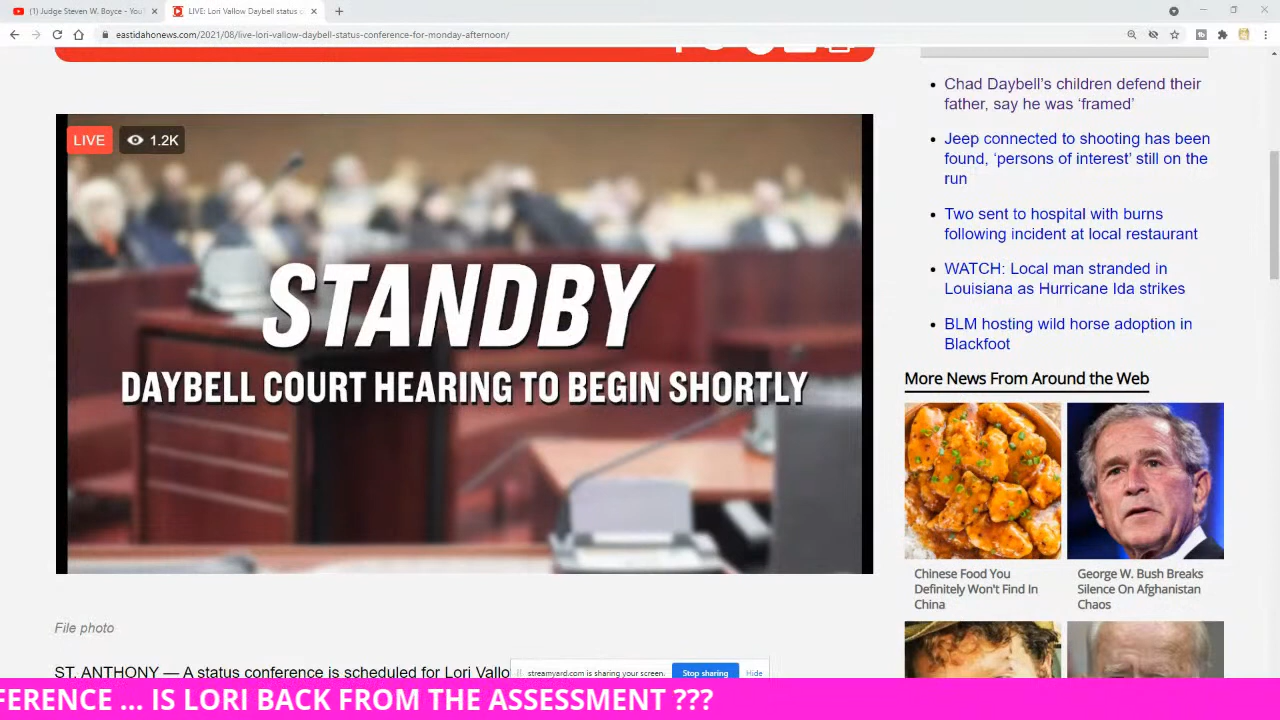 (1) Judge Steven W. Boyce - You
LIVE: Lori Vallow Daybell status c
eastidahonews.com/2021/08/live-lori-vallow-daybell-status-conference-for-monday-afternoon/
LIVE
1.2K
STANDBY
DAYBELL COURT HEARING TO BEGIN SHORTLY
File photo
ST. ANTHONY — A status conference is scheduled for Lori Vallo
Chad Daybell’s children defend their
father, say he was ‘framed’
Jeep connected to shooting has been
found, ‘persons of interest’ still on the
run
Two sent to hospital with burns
following incident at local restaurant
WATCH: Local man stranded in
Louisiana as Hurricane Ida strikes
BLM hosting wild horse adoption in
Blackfoot
More News From Around the Web
Chinese Food You
Definitely Won't Find In
China
George W. Bush Breaks
Silence On Afghanistan
Chaos
streamyard.com is sharing your screen.
Stop sharing
Hide
FERENCE ... IS LORI BACK FROM THE ASSESSMENT ???